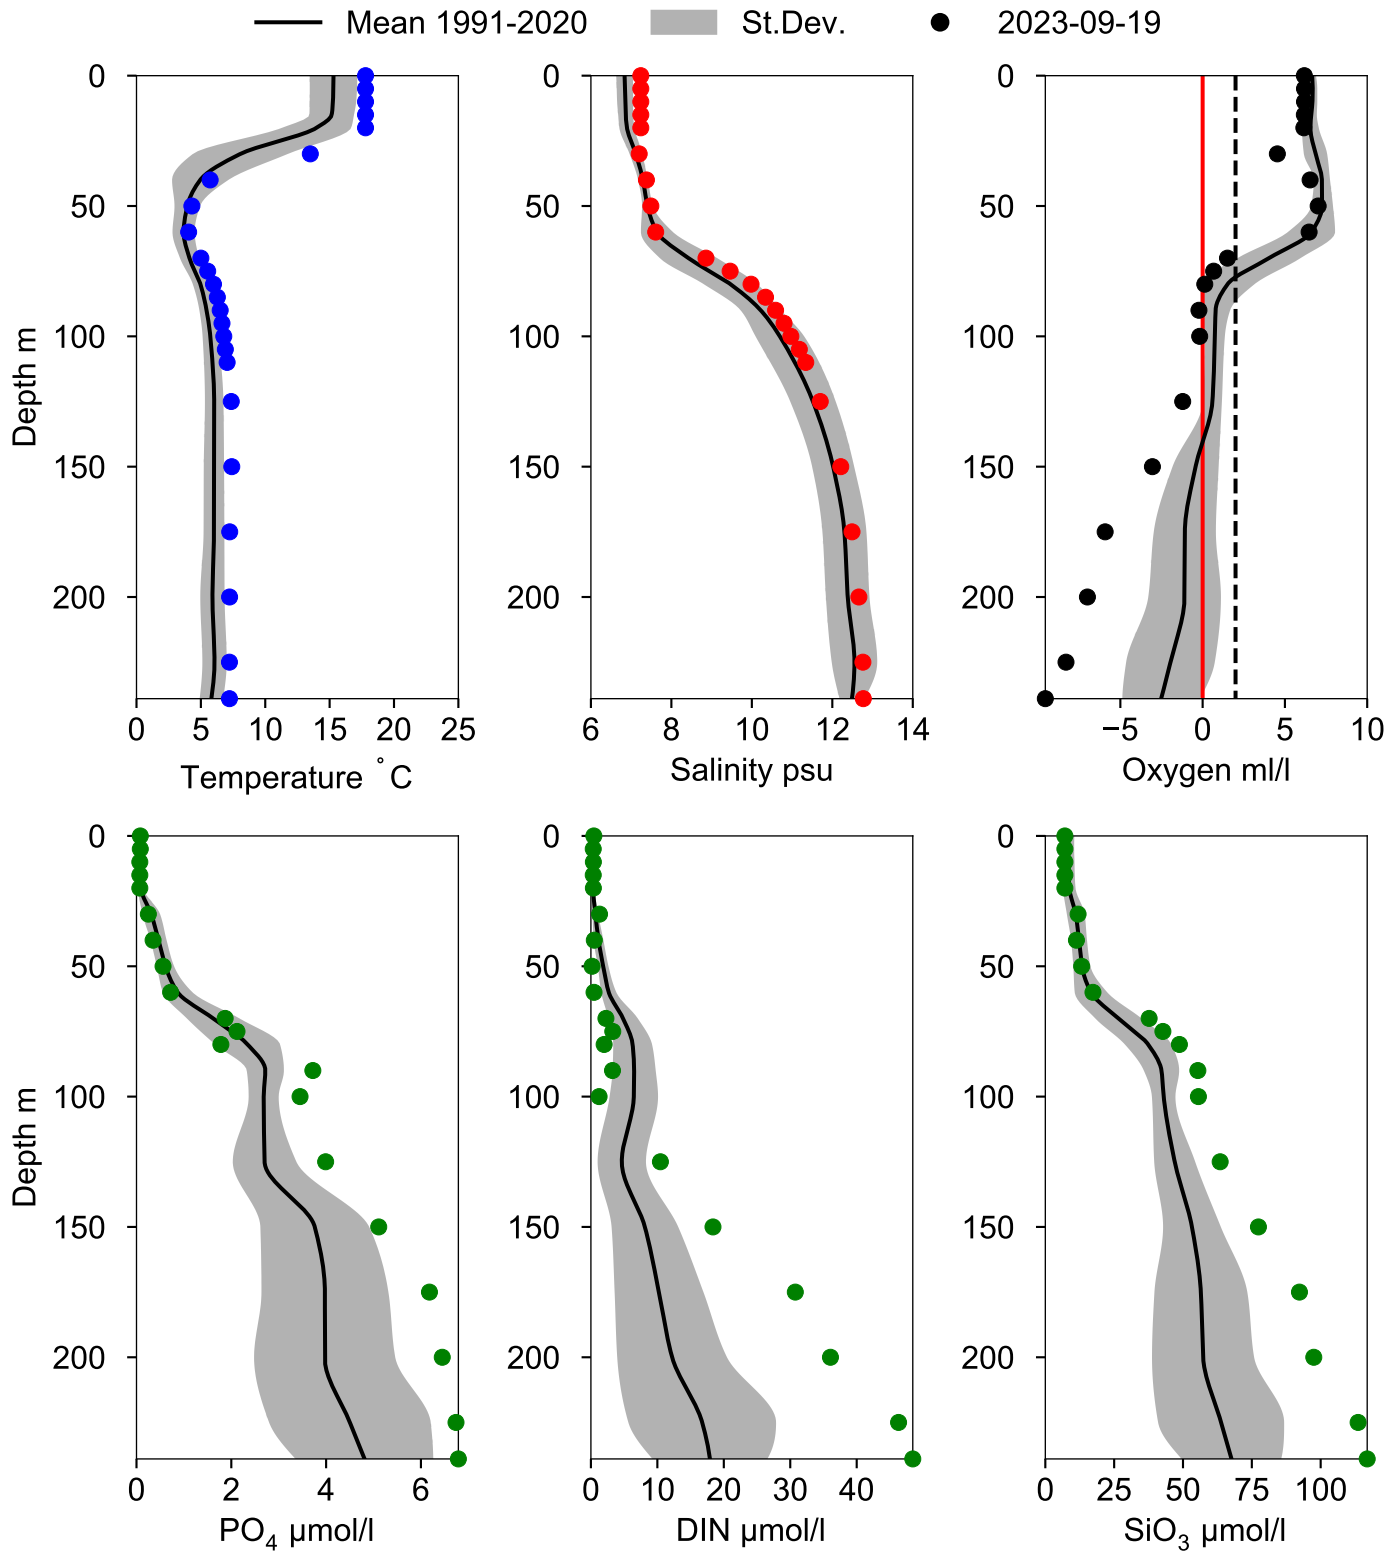 Mean 1991-2020 St.Dev. 2023-09-19
0 0 0
50 50 50
100 100 100
150 150 150
200 200 200
Depth m
0 5 10 15 20 25 6 8 10 12 14 −5 0 5 10
Temperature ˚C Salinity psu Oxygen ml/l
0 0 0
50 50 50
100 100 100
150 150 150
200 200 200
Depth m
0 2 4 6 0 10 20 30 40 0 25 50 75 100
PO₄ µmol/l DIN µmol/l SiO₃ µmol/l